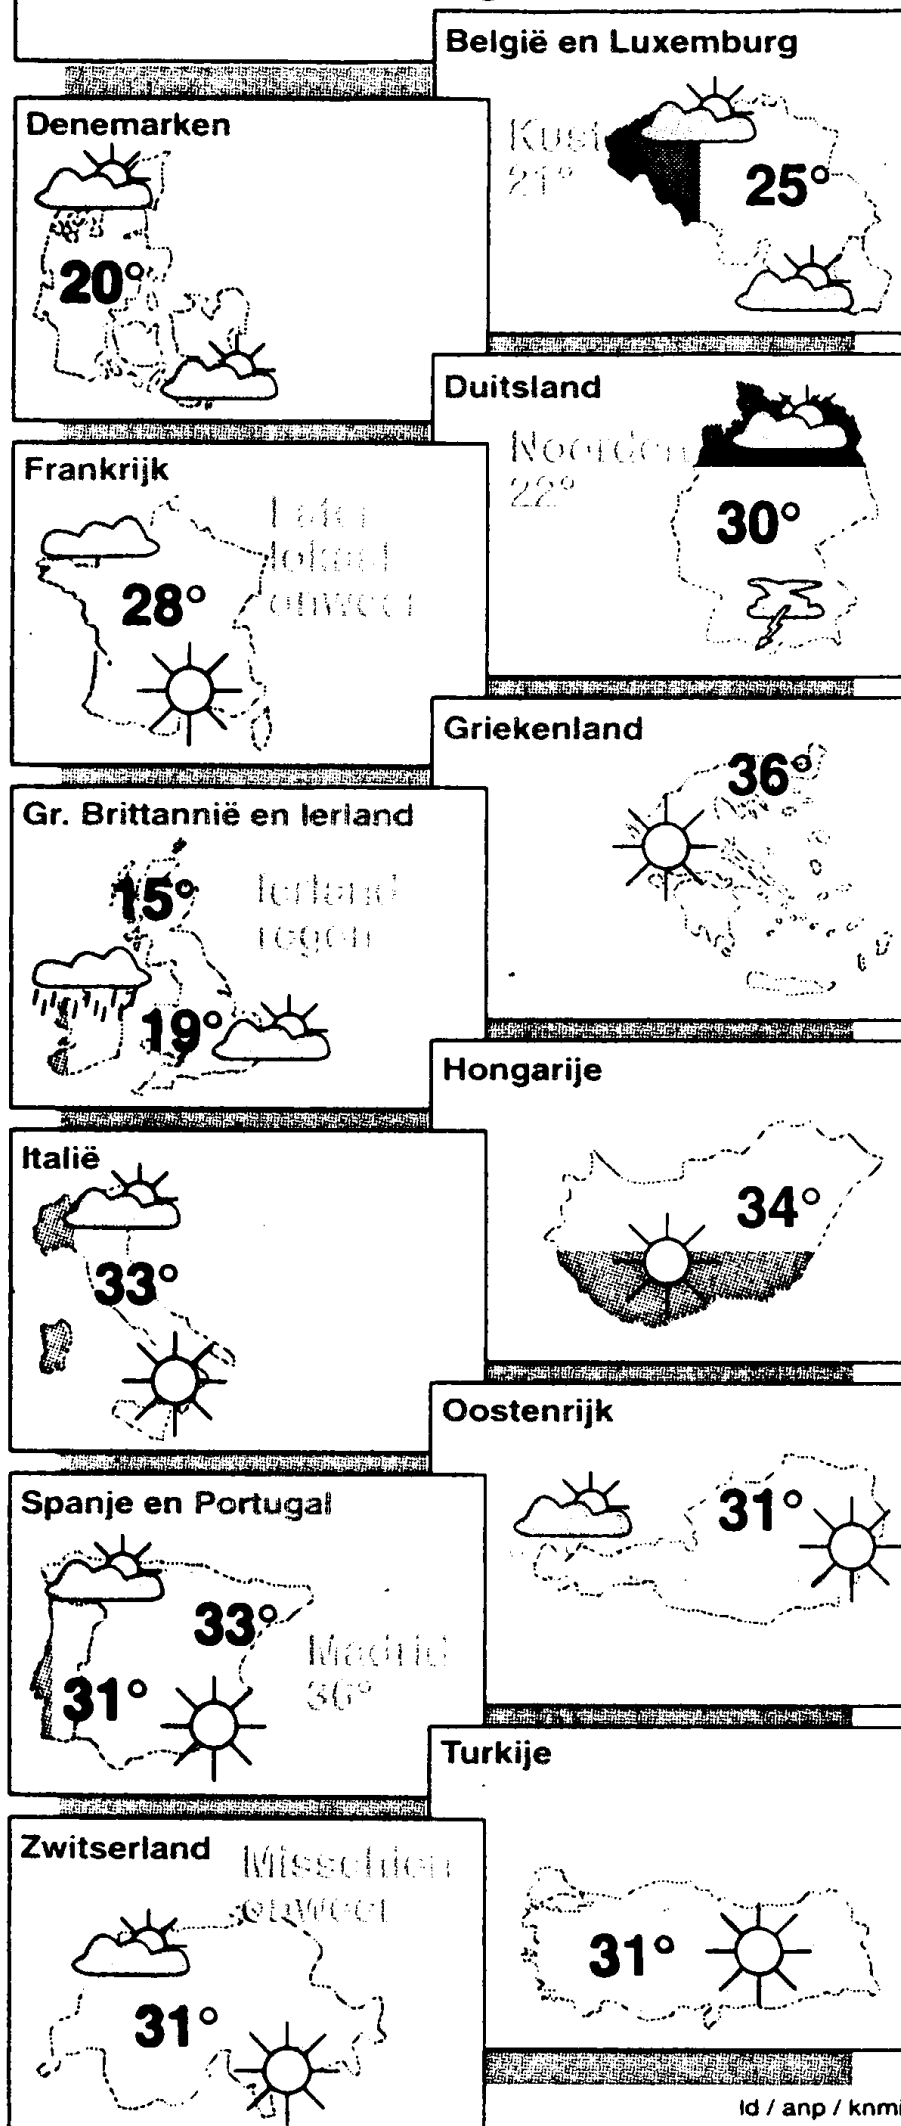 België en Luxemburg
Kust
21°
25°
Denemarken
20°
Duitsland
Noorden
22°
30°
Frankrijk
Later
lokaal
onweer
28°
Griekenland
36°
Gr. Brittannië en Ierland
15°
Ierland
regen
19°
Hongarije
34°
Italië
33°
Oostenrijk
31°
Spanje en Portugal
33°
Madrid
36°
31°
Turkije
31°
Zwitserland
Misschien
onweer
31°
ld / anp / knmi